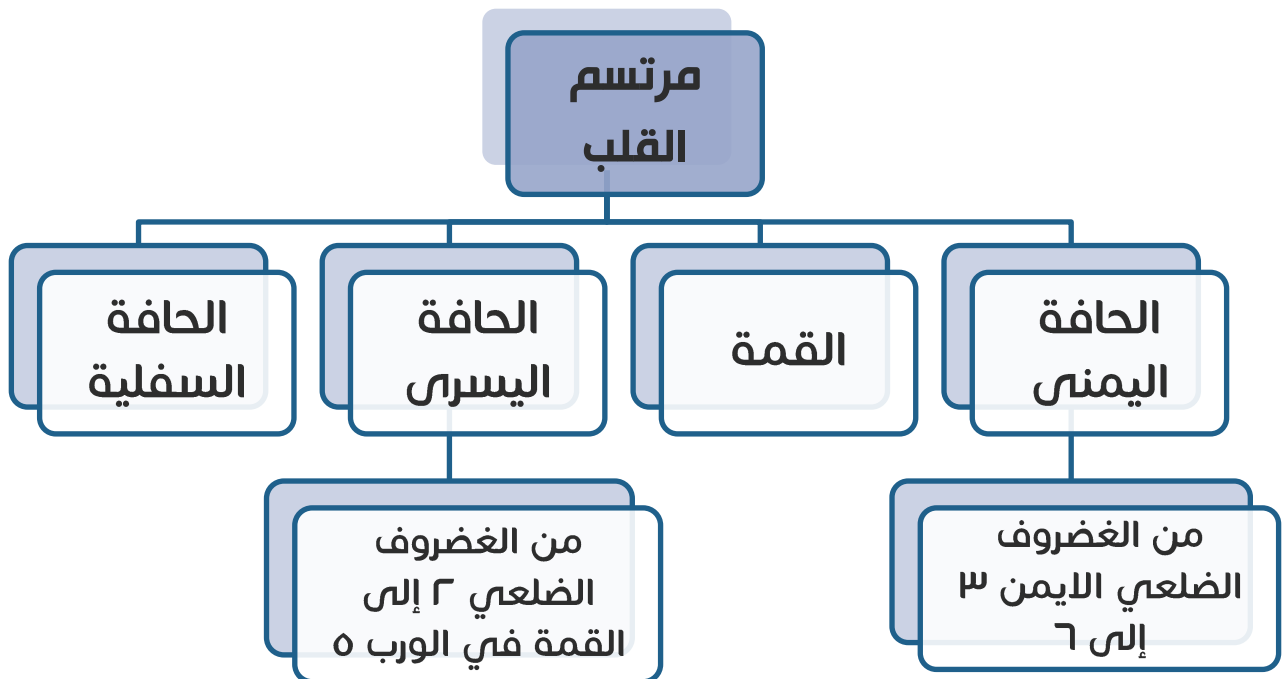 مرتسم
القلب
الحافة
اليمنى
القمة
الحافة
اليسرى
الحافة
السفلية
من الغضروف
الضلعي الايمن ٣
إلى ٦
من الغضروف
الضلعي ٢ إلى
القمة في الورب ٥